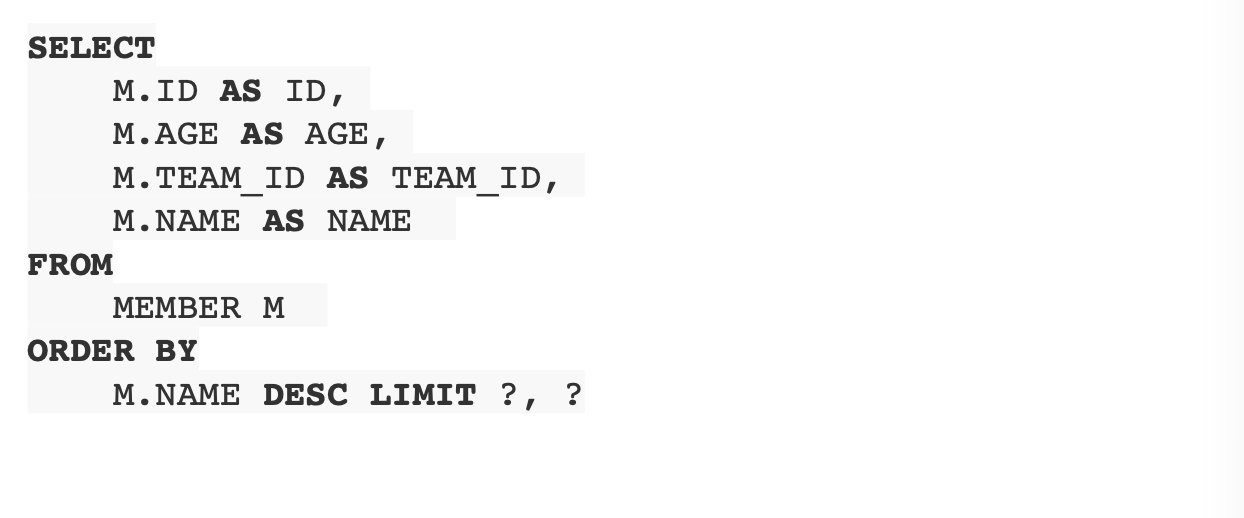 SELECT
    M.ID AS ID,
    M.AGE AS AGE,
    M.TEAM_ID AS TEAM_ID,
    M.NAME AS NAME
FROM
    MEMBER M
ORDER BY
    M.NAME DESC LIMIT ?, ?